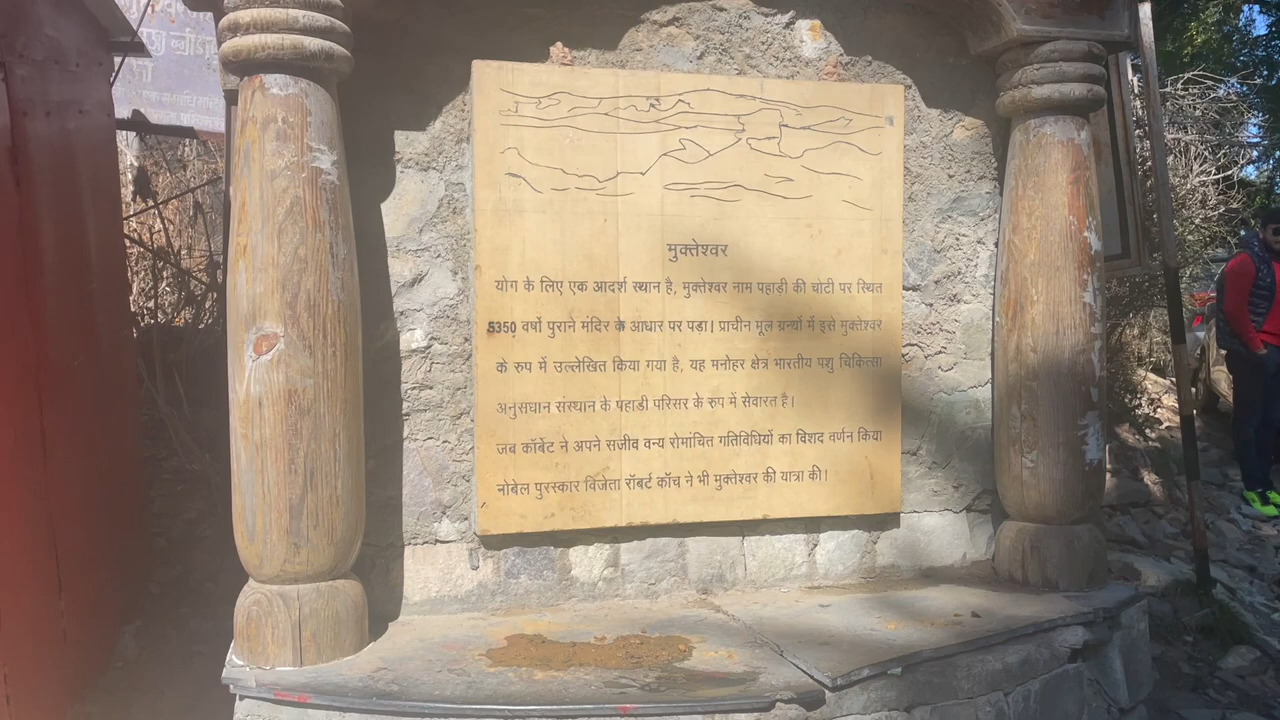 मुक्तेश्वर
योग के लिए एक आदर्श स्थान है, मुक्तेश्वर नाम पहाड़ी की चोटी पर स्थित
5350 वर्षो पुराने मंदिर के आधार पर पड़ा। प्राचीन मूल ग्रन्थो में इसे मुक्तेश्वर
के रुप में उल्लेखित किया गया है, यह मनोहर क्षेत्र भारतीय पशु चिकित्सा
अनुसधान संस्थान के पहाडी परिसर के रुप में सेवारत है।
जब कॉर्बेट ने अपने सजीव वन्य रोमांचित गतिविधियों का विशद वर्णन किया
नोबेल पुरस्कार विजेता रॉबर्ट कॉच ने भी मुक्तेश्वर की यात्रा की।